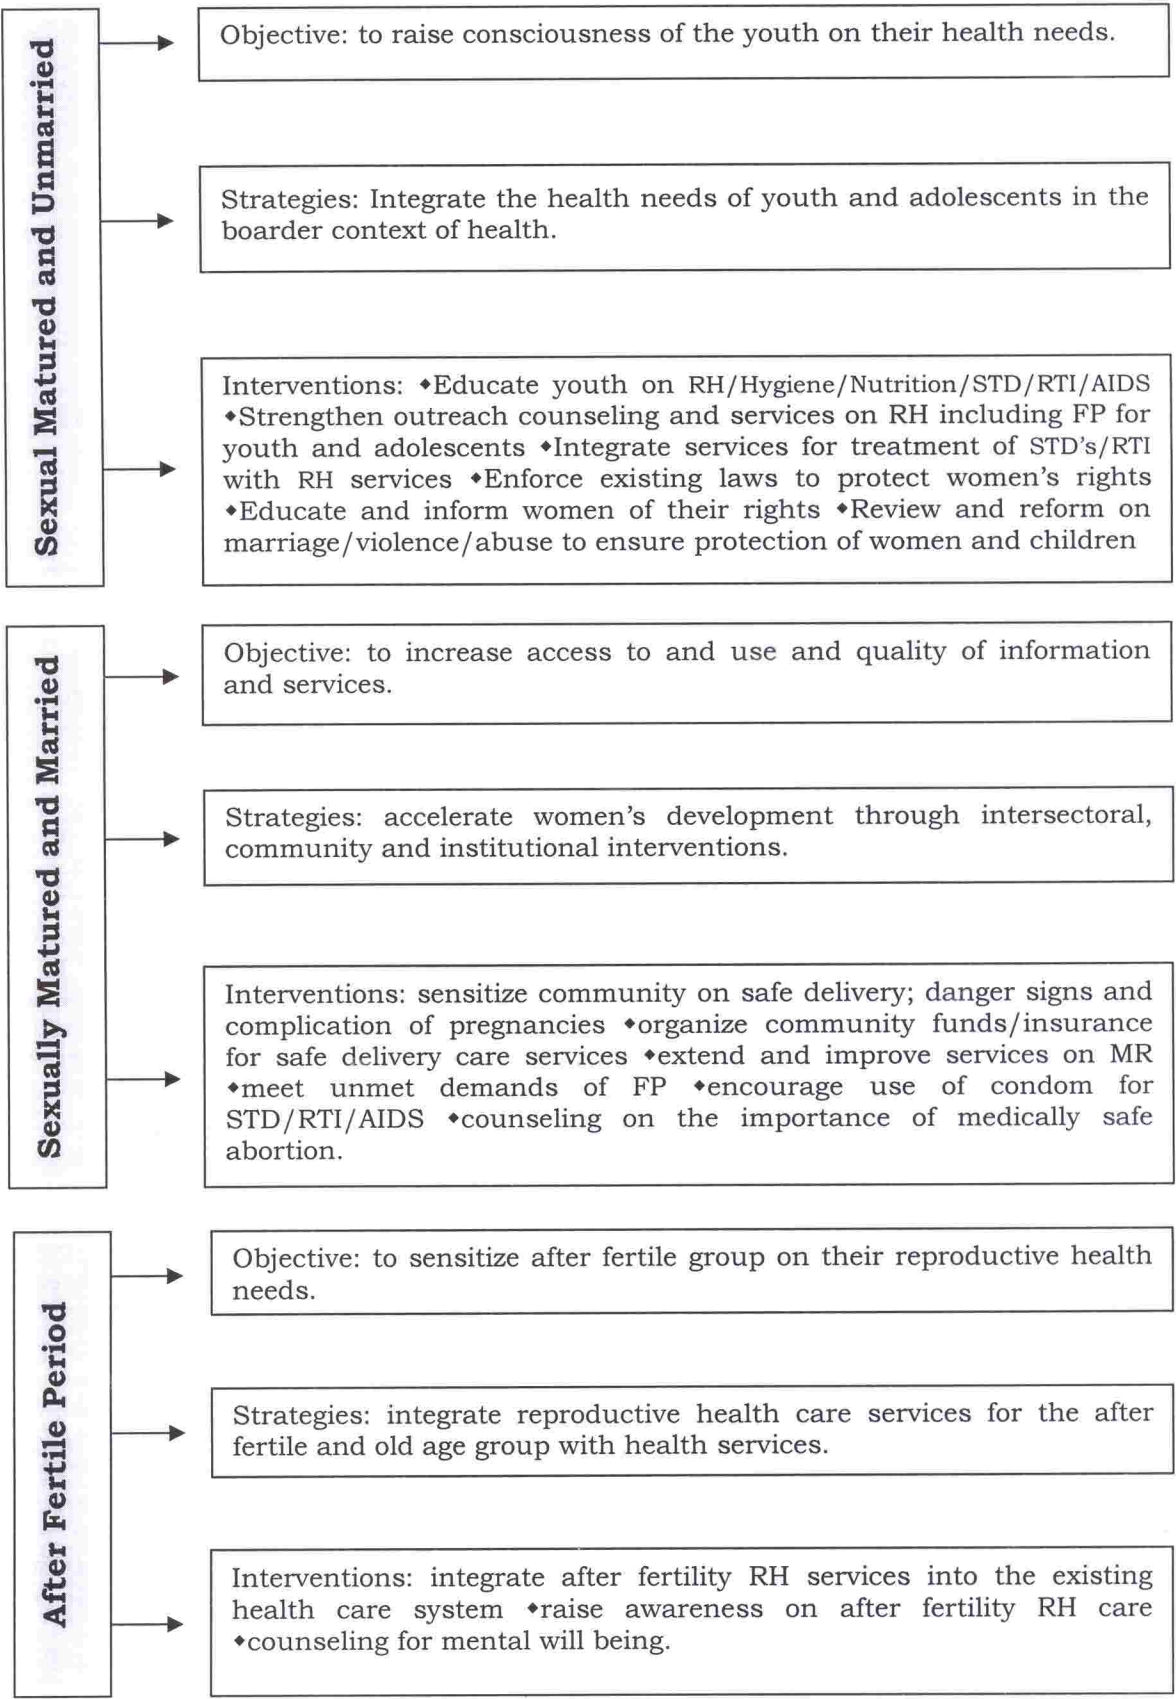 Sexual Matured and Unmarried
Objective: to raise consciousness of the youth on their health needs.
Strategies: Integrate the health needs of youth and adolescents in the
boarder context of health.
Interventions: ◆Educate youth on RH/Hygiene/Nutrition/STD/RTI/AIDS
◆Strengthen outreach counseling and services on RH including FP for
youth and adolescents ◆Integrate services for treatment of STD's/RTI
with RH services ◆Enforce existing laws to protect women's rights
◆Educate and inform women of their rights ◆Review and reform on
marriage/violence/abuse to ensure protection of women and children
Sexually Matured and Married
Objective: to increase access to and use and quality of information
and services.
Strategies: accelerate women's development through intersectoral,
community and institutional interventions.
Interventions: sensitize community on safe delivery; danger signs and
complication of pregnancies ◆organize community funds/insurance
for safe delivery care services ◆extend and improve services on MR
◆meet unmet demands of FP ◆encourage use of condom for
STD/RTI/AIDS ◆counseling on the importance of medically safe
abortion.
After Fertile Period
Objective: to sensitize after fertile group on their reproductive health
needs.
Strategies: integrate reproductive health care services for the after
fertile and old age group with health services.
Interventions: integrate after fertility RH services into the existing
health care system ◆raise awareness on after fertility RH care
◆counseling for mental will being.